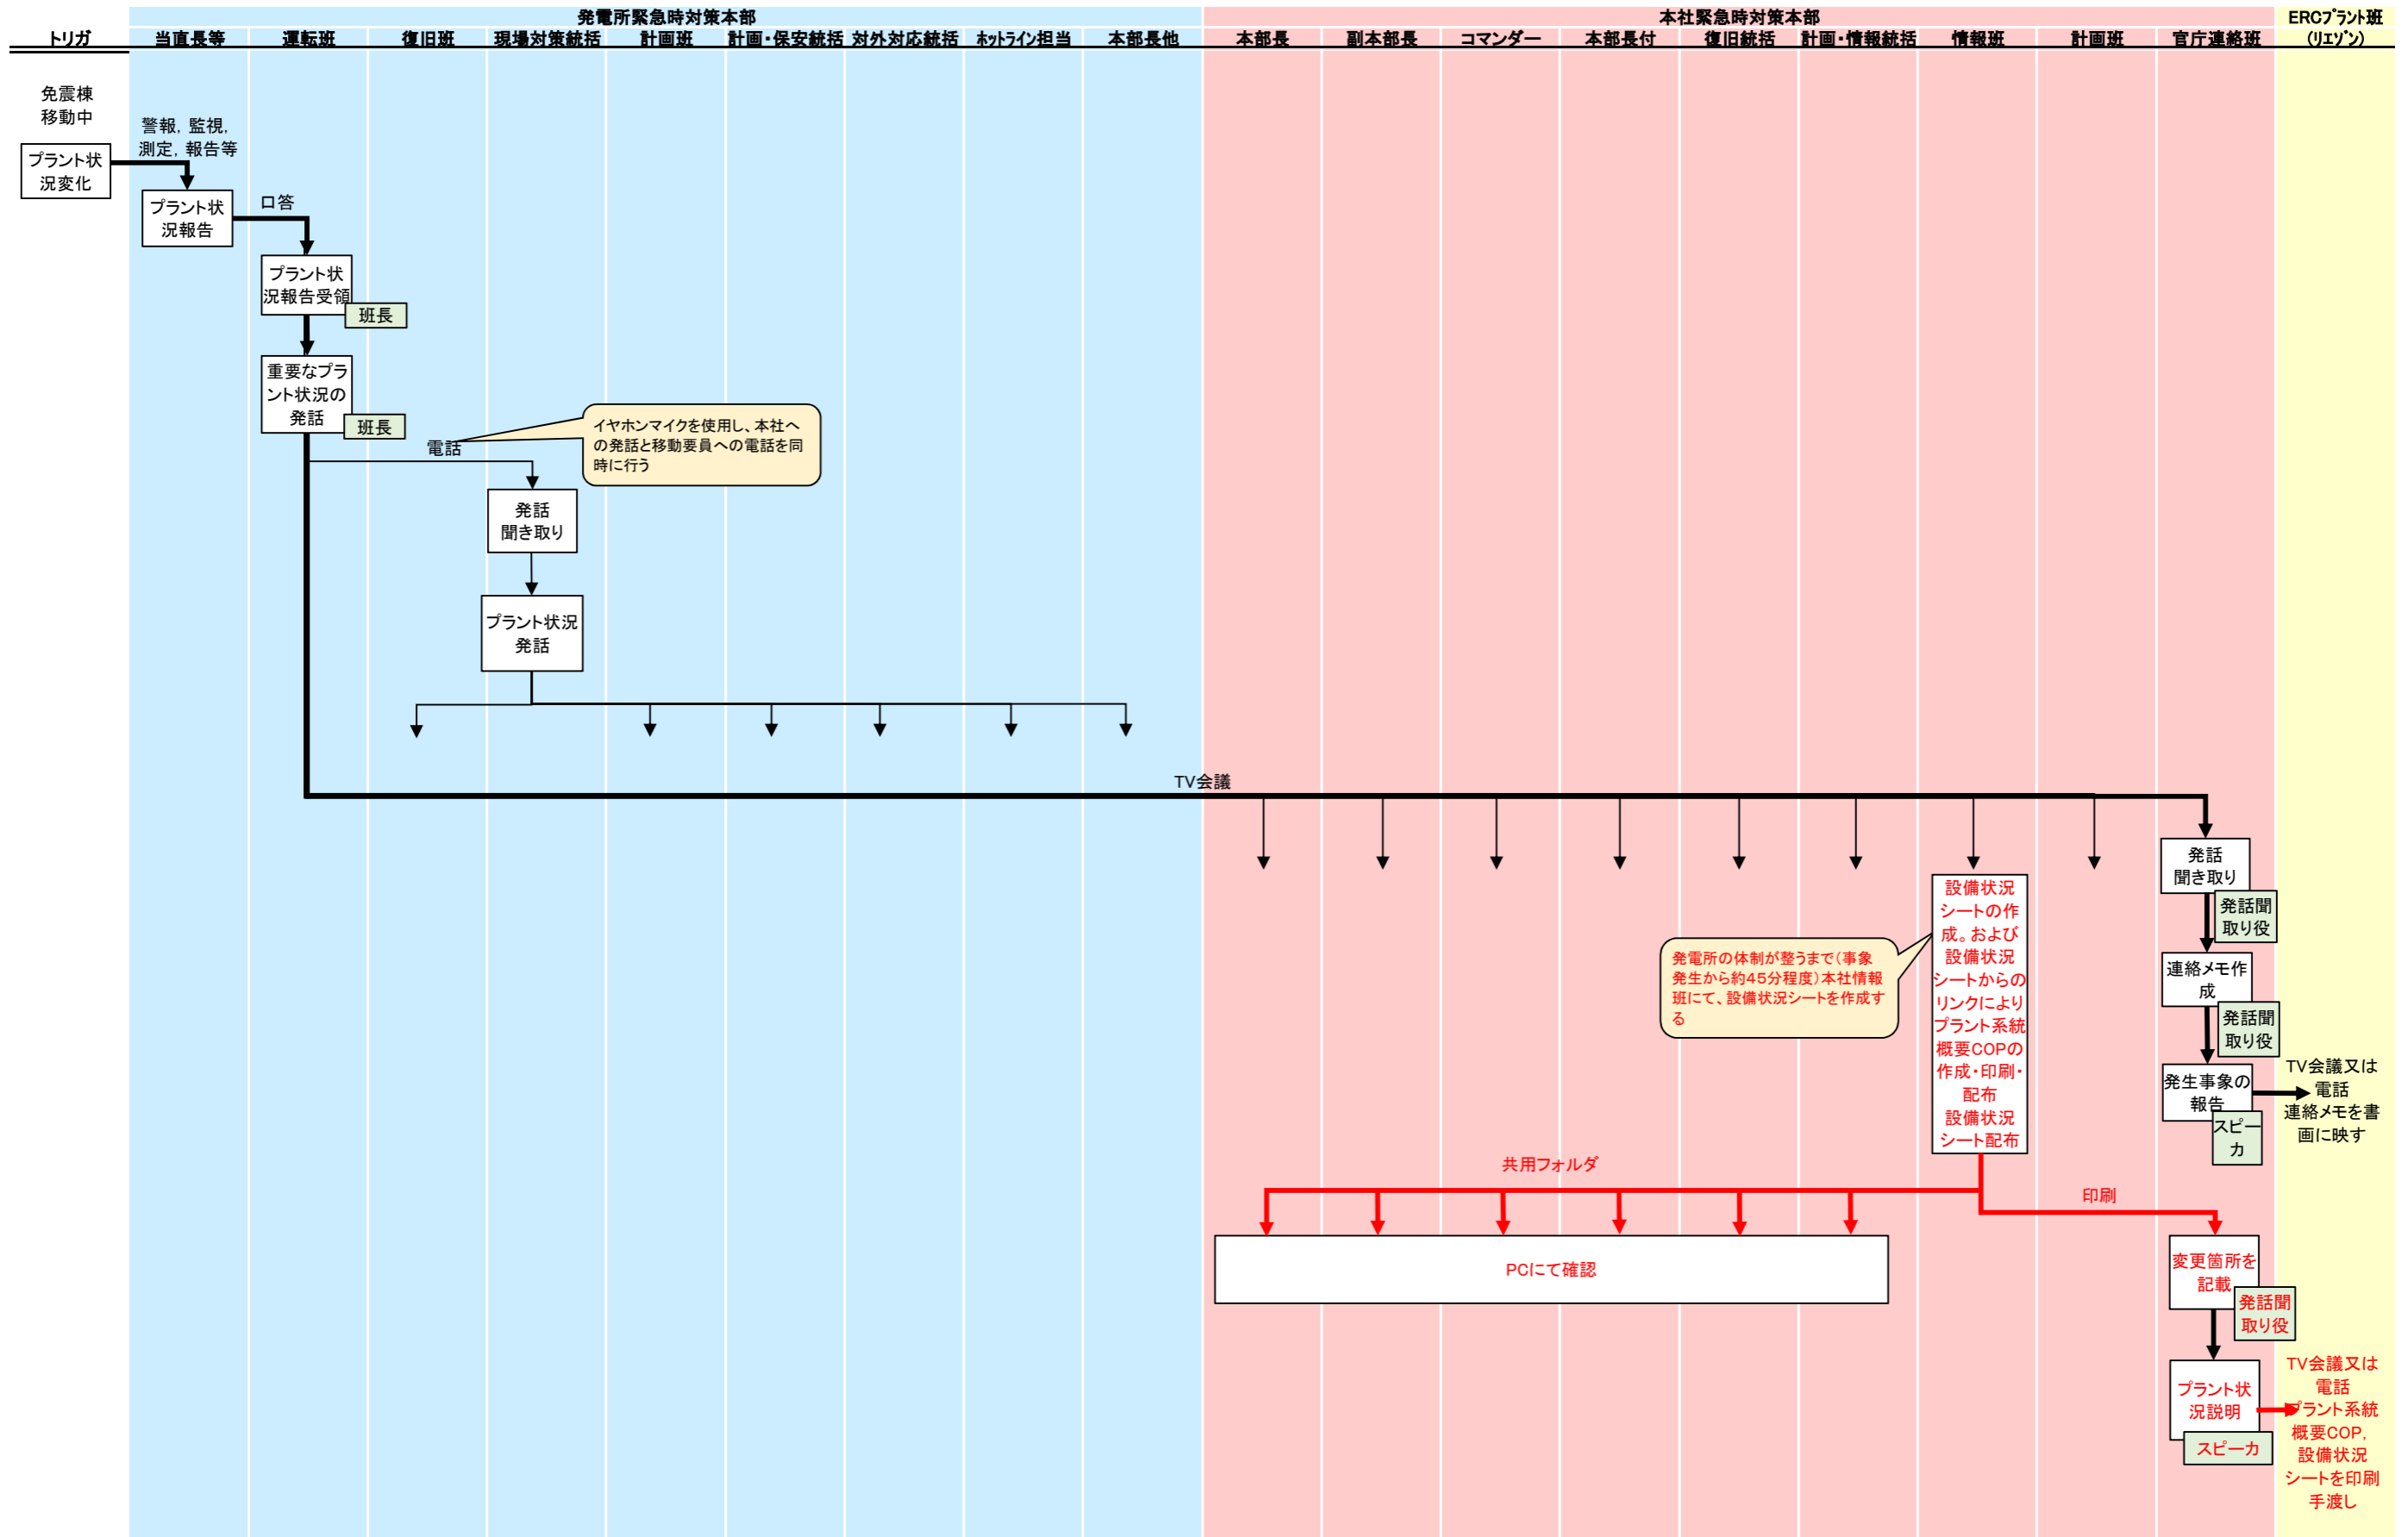 発電所緊急時対策本部
本社緊急時対策本部
ERCプラント班
(リエゾン)
トリガ
当直長等
運転班
復旧班
現場対策統括
計画班
計画・保安統括
対外対応統括
ホットライン担当
本部長他
本部長
副本部長
コマンダー
本部長付
復旧統括
計画・情報統括
情報班
計画班
官庁連絡班
免震棟
移動中
プラント状
況変化
警報, 監視,
測定, 報告等
プラント状
況報告
口答
プラント状
況報告受領
班長
重要なプラ
ント状況の
発話
班長
電話
イヤホンマイクを使用し、本社へ
の発話と移動要員への電話を同
時に行う
発話
聞き取り
プラント状況
発話
TV会議
発話
聞き取り
発話聞
取り役
連絡メモ作
成
発話聞
取り役
発生事象の
報告
スピー
カ
TV会議又は
電話
連絡メモを書
画に映す
設備状況
シートの作
成。および
設備状況
シートからの
リンクにより
プラント系統
概要COPの
作成・印刷・
配布
設備状況
シート配布
発電所の体制が整うまで(事象
発生から約45分程度)本社情報
班にて、設備状況シートを作成す
る
共用フォルダ
印刷
PCにて確認
変更箇所を
記載
発話聞
取り役
プラント状
況説明
スピーカ
TV会議又は
電話
プラント系統
概要COP,
設備状況
シートを印刷
手渡し